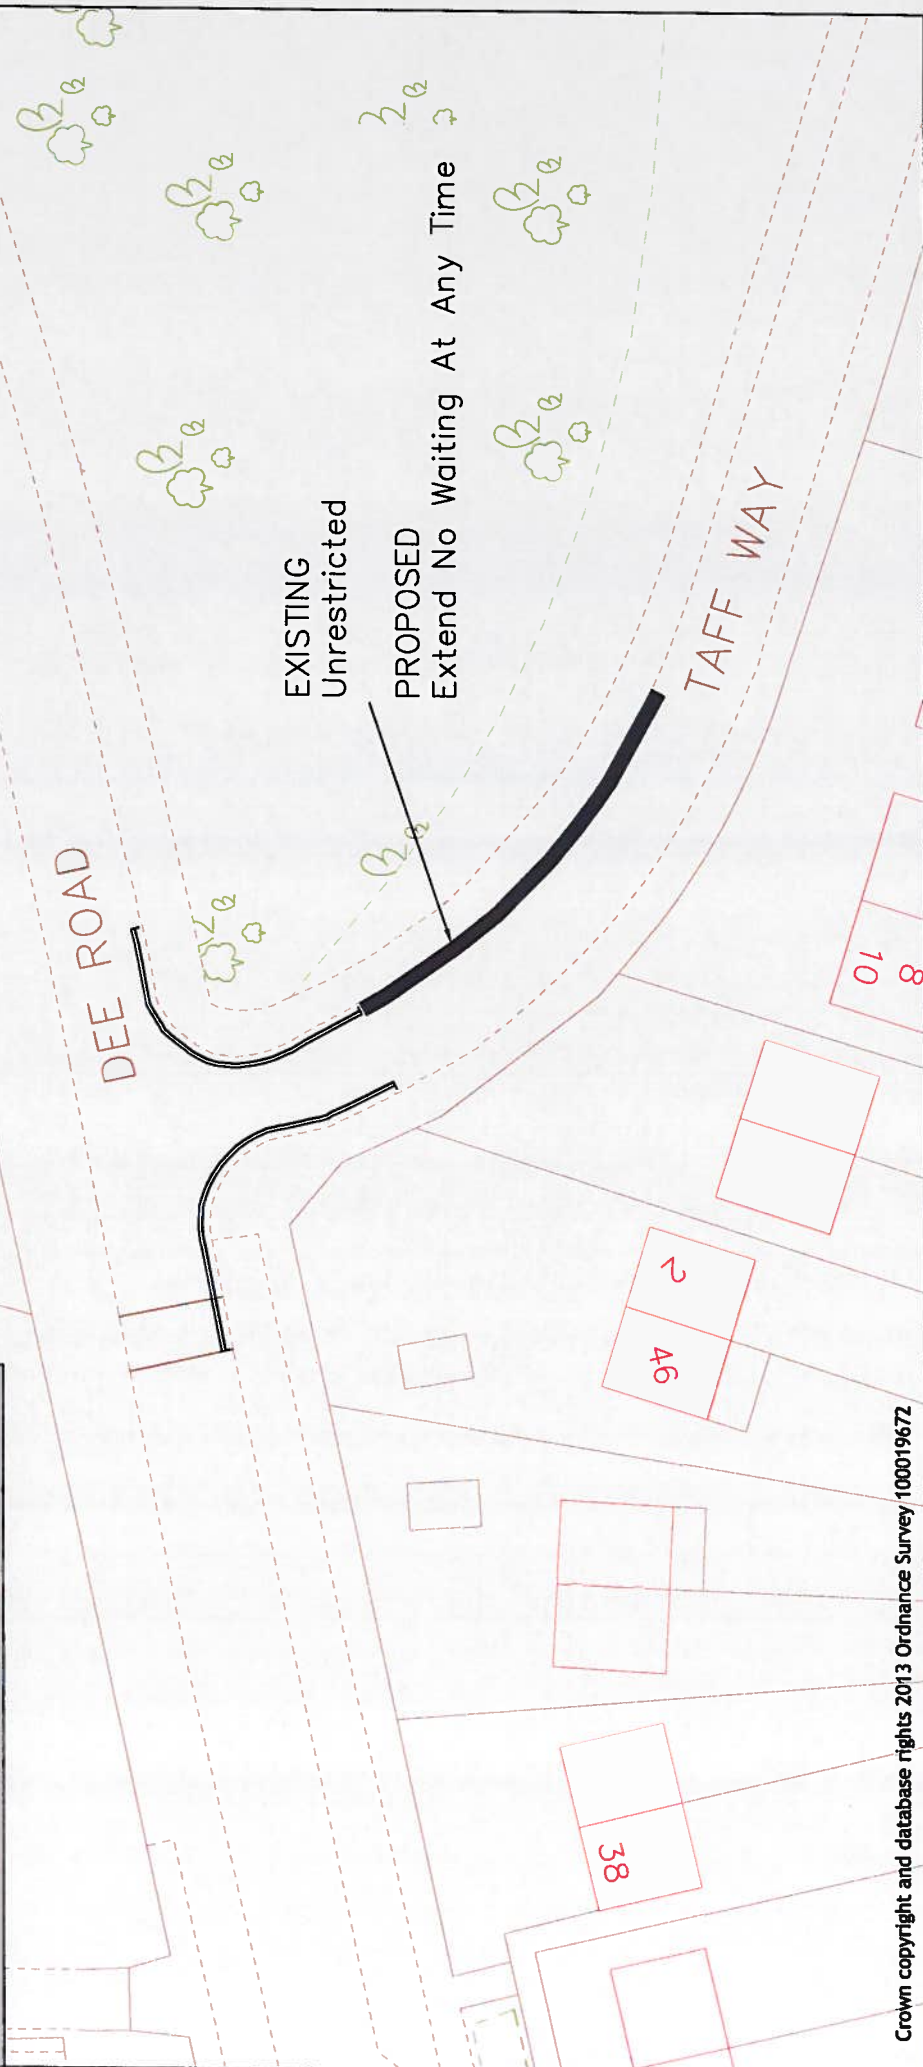 DEE ROAD
EXISTING
Unrestricted
PROPOSED
Extend No Waiting At Any Time
TAFF WAY
38
46
2
10
8
Crown copyright and database rights 2013 Ordnance Survey 100019672